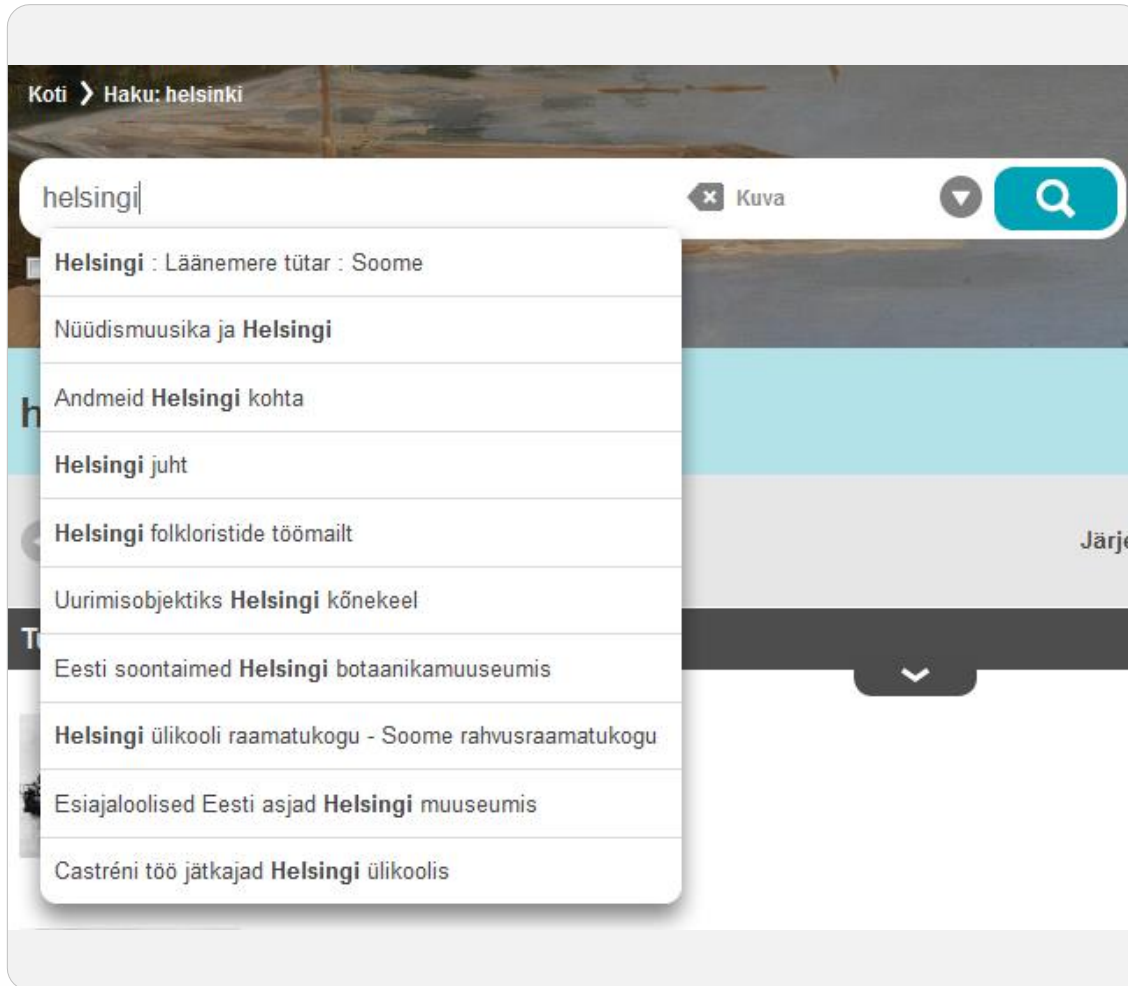 Koti ❯ Haku: helsinki
helsingi Kuva
Helsingi : Läänemere tütar : Soome
Nüüdismuusika ja Helsingi
Andmeid Helsingi kohta
Helsingi juht
Helsingi folkloristide töömailt
Uurimisobjektiks Helsingi kõnekeel
Eesti soontaimed Helsingi botaanikamuuseumis
Helsingi ülikooli raamatukogu - Soome rahvusraamatukogu
Esiajaloolised Eesti asjad Helsingi muuseumis
Castréni töö jätkajad Helsingi ülikoolis